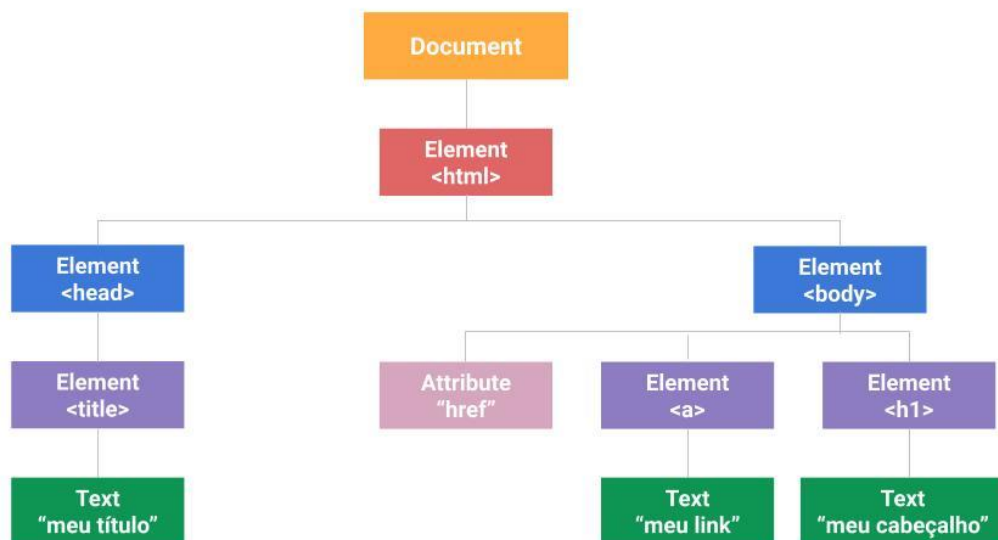 Document
Element
<html>
Element
<head>
Element
<body>
Element
<title>
Attribute
“href”
Element
<a>
Element
<h1>
Text
“meu título”
Text
“meu link”
Text
“meu cabeçalho”